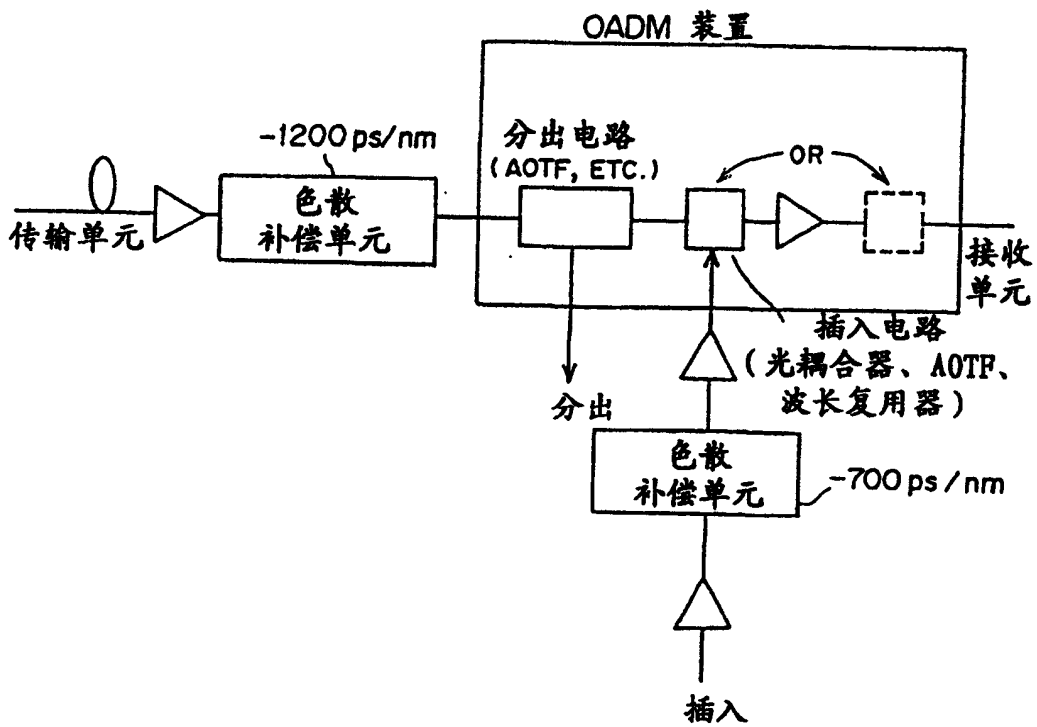 OADM 装置
-1200 ps/nm
分出电路
(AOTF, ETC.)
OR
色散
补偿单元
传输单元
接收
单元
插入电路
(光耦合器、AOTF、
波长复用器)
分出
色散
补偿单元
-700 ps/nm
插入